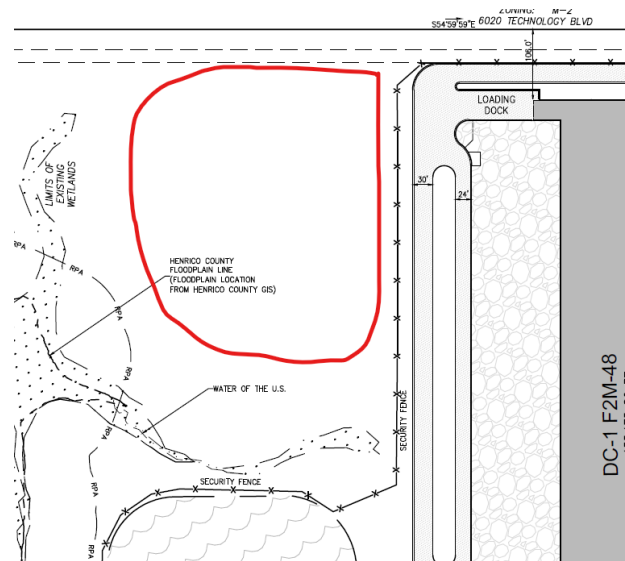 ZONING: M-2
S54°59'59"E 6020 TECHNOLOGY BLVD
106.0'
LOADING
DOCK
LIMITS OF
EXISTING
WETLANDS
30'
24'
RPA
RPA
HENRICO COUNTY
FLOODPLAIN LINE
(FLOODPLAIN LOCATION
FROM HENRICO COUNTY GIS)
RPA
RPA
WATER OF THE U.S.
RPA
SECURITY FENCE
DC-1 F2M-48
SECURITY FENCE
RPA
RPA